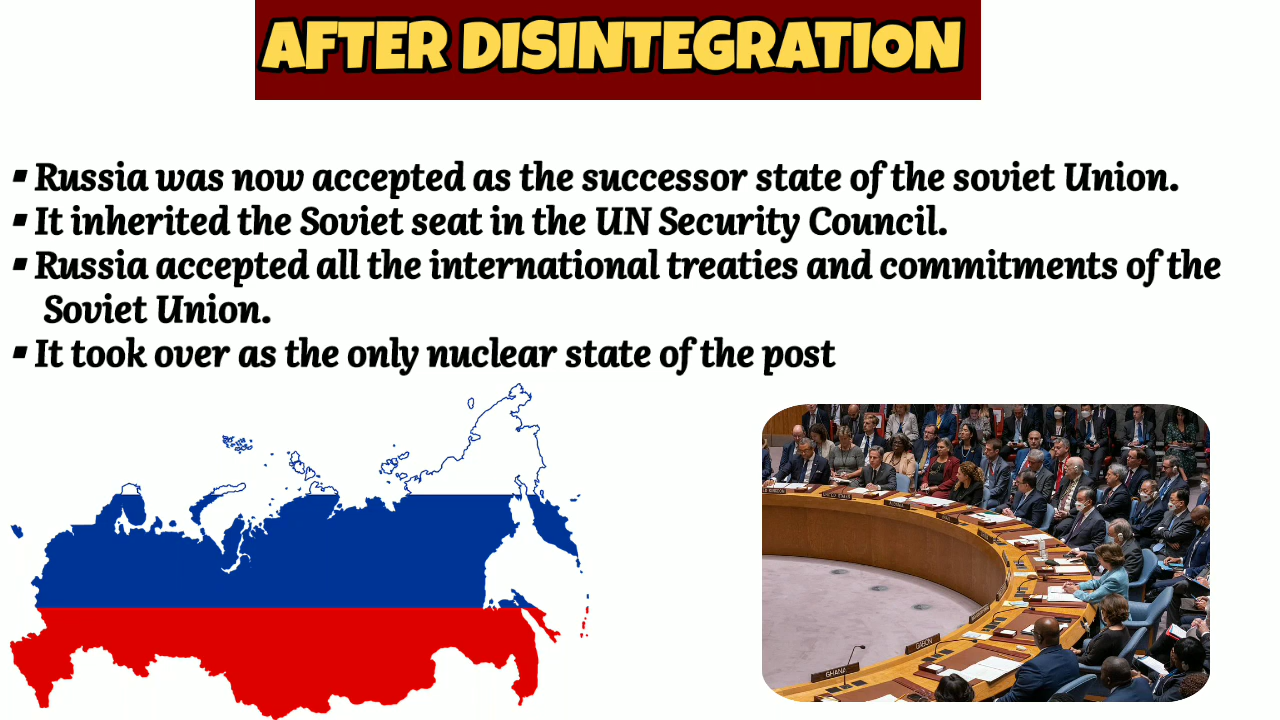 AFTER DISINTEGRATION
▪ Russia was now accepted as the successor state of the soviet Union.
▪ It inherited the Soviet seat in the UN Security Council.
▪ Russia accepted all the international treaties and commitments of the
Soviet Union.
▪ It took over as the only nuclear state of the post
GABON
GHANA